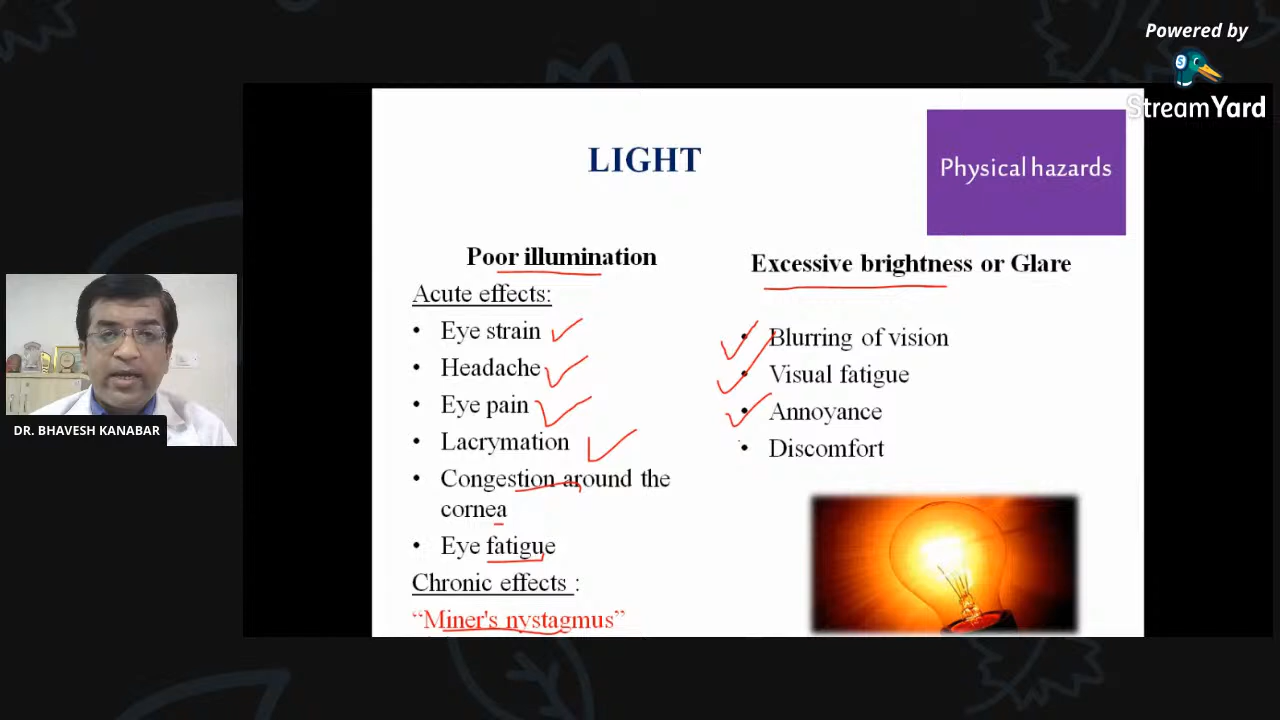 Powered by
StreamYard
LIGHT
Physical hazards
Poor illumination
Acute effects:
• Eye strain
• Headache
• Eye pain
• Lacrymation
• Congestion around the
cornea
• Eye fatigue
Chronic effects :
“Miner's nystagmus”
Excessive brightness or Glare
• Blurring of vision
• Visual fatigue
• Annoyance
• Discomfort
DR. BHAVESH KANABAR